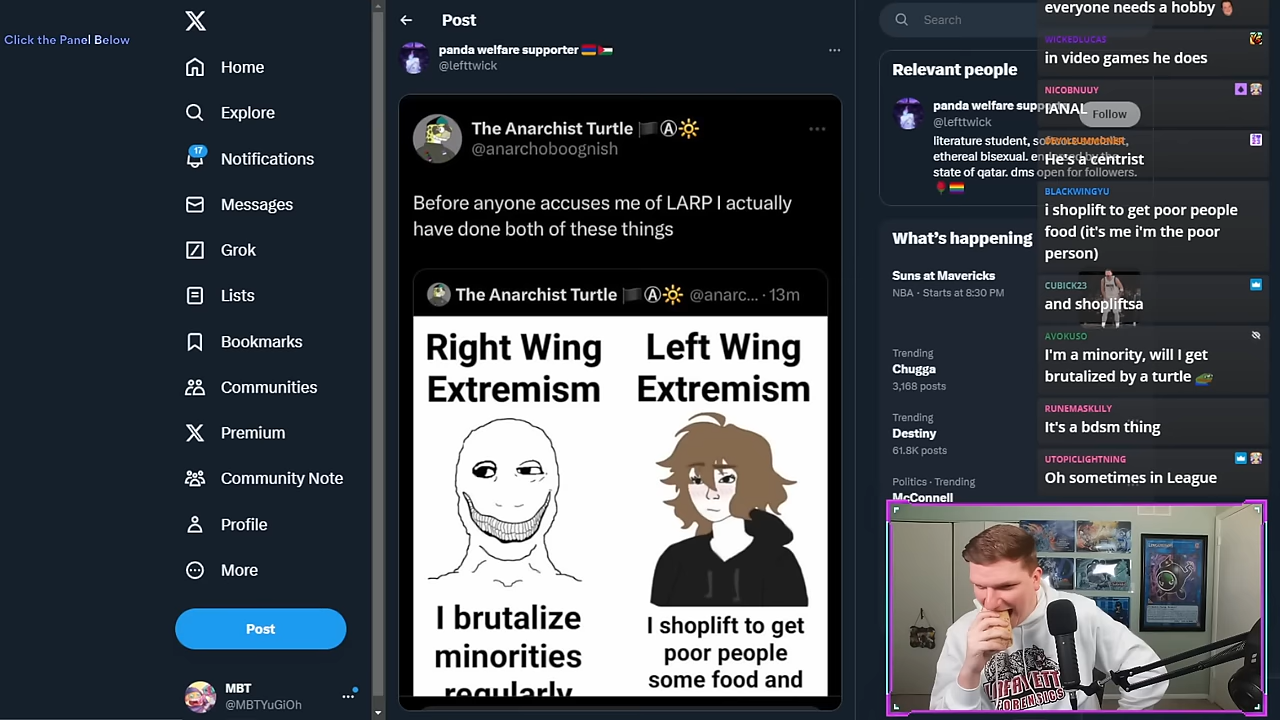 Click the Panel Below
Home
Explore
17
Notifications
Messages
Grok
Lists
Bookmarks
Communities
Premium
Community Note
Profile
More
Post
MBT
@MBTYuGiOh
Post
panda welfare supporter
@lefttwick
The Anarchist Turtle
@anarchoboognish
Before anyone accuses me of LARP I actually
have done both of these things
The Anarchist Turtle @anarc... · 13m
Right Wing
Extremism
Left Wing
Extremism
I brutalize
minorities
regularly
I shoplift to get
poor people
some food and
Search
Relevant people
panda welfare supp
@lefttwick
Follow
literature student, softcore socialist,
ethereal bisexual.
state of qatar. dms open for followers.
What's happening
Suns at Mavericks
NBA · Starts at 8:30 PM
Trending
Chugga
3,168 posts
Trending
Destiny
61.8K posts
Politics · Trending
McConnell
everyone needs a hobby
WICKEDLUCAS
in video games he does
NICOBNUUY
IANAL
He's a centrist
BLACKWINGYU
i shoplift to get poor people
food (it's me i'm the poor
person)
CUBICK23
and shopliftsa
AVOKUSO
I'm a minority, will I get
brutalized by a turtle
RUNEMASKLILY
It's a bdsm thing
UTOPICLIGHTNING
Oh sometimes in League